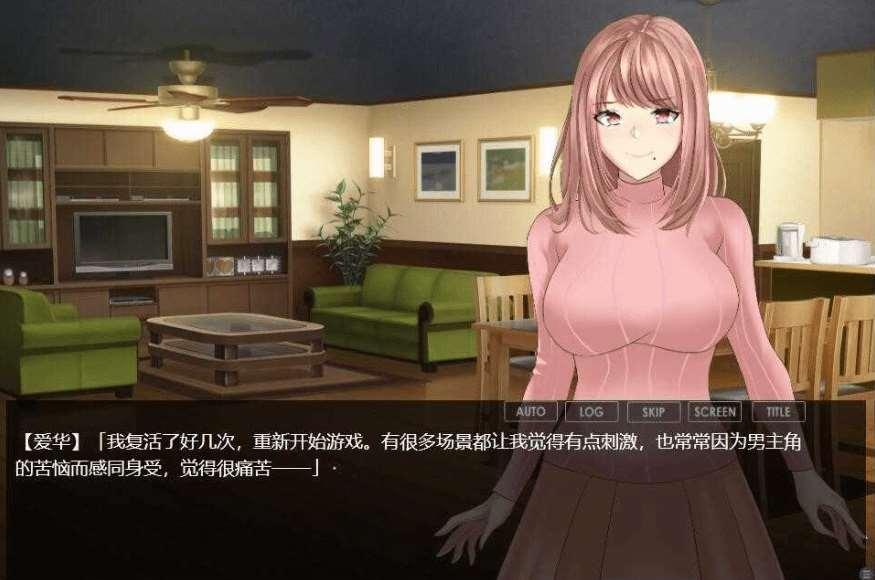 AUTO LOG SKIP SCREEN TITLE
【爱华】「我复活了好几次，重新开始游戏。有很多场景都让我觉得有点刺激，也常常因为男主角
的苦恼而感同身受，觉得很痛苦——」